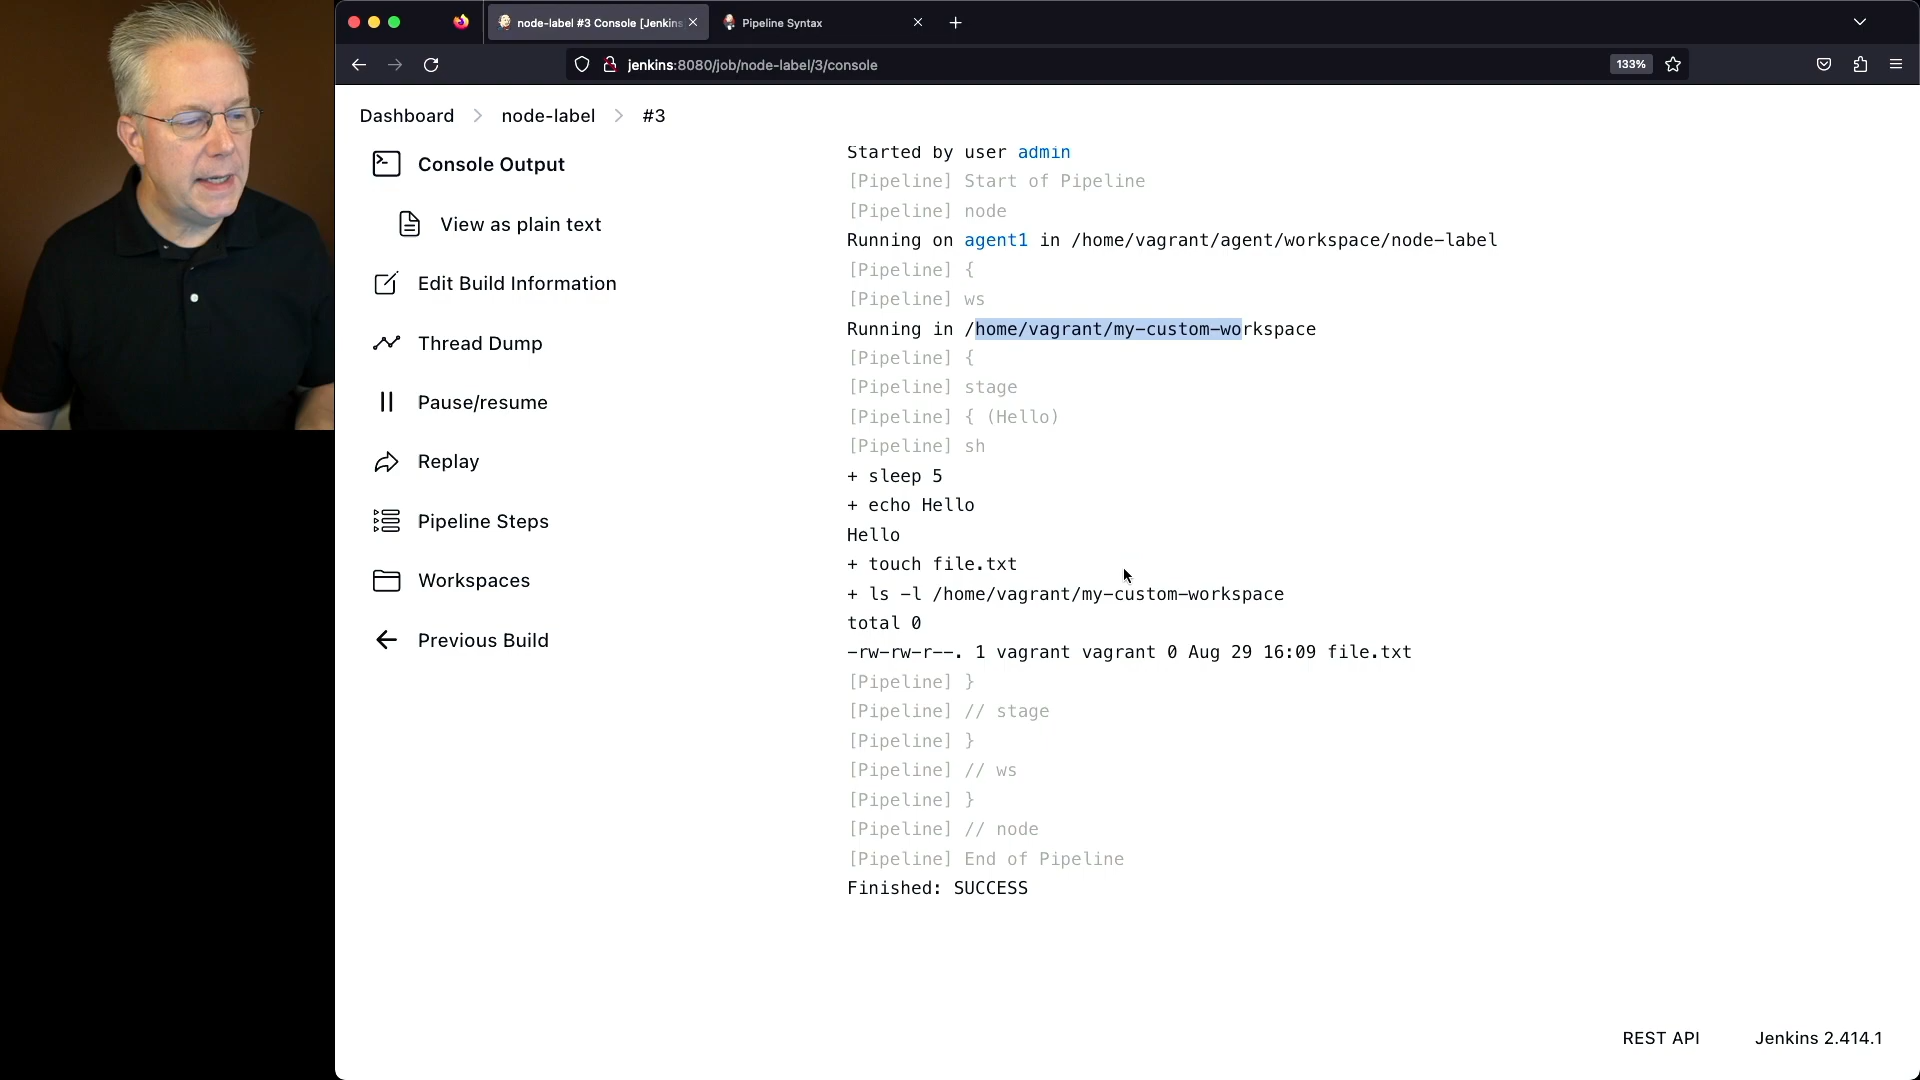 node-label #3 Console [Jenkins
Pipeline Syntax
jenkins:8080/job/node-label/3/console
133%
Dashboard
node-label
#3
Console Output
View as plain text
Edit Build Information
Thread Dump
Pause/resume
Replay
Pipeline Steps
Workspaces
Previous Build
Started by user admin
[Pipeline] Start of Pipeline
[Pipeline] node
Running on agent1 in /home/vagrant/agent/workspace/node-label
[Pipeline] {
[Pipeline] ws
Running in /home/vagrant/my-custom-workspace
[Pipeline] {
[Pipeline] stage
[Pipeline] { (Hello)
[Pipeline] sh
+ sleep 5
+ echo Hello
Hello
+ touch file.txt
+ ls -l /home/vagrant/my-custom-workspace
total 0
-rw-rw-r--. 1 vagrant vagrant 0 Aug 29 16:09 file.txt
[Pipeline] }
[Pipeline] // stage
[Pipeline] }
[Pipeline] // ws
[Pipeline] }
[Pipeline] // node
[Pipeline] End of Pipeline
Finished: SUCCESS
REST API
Jenkins 2.414.1